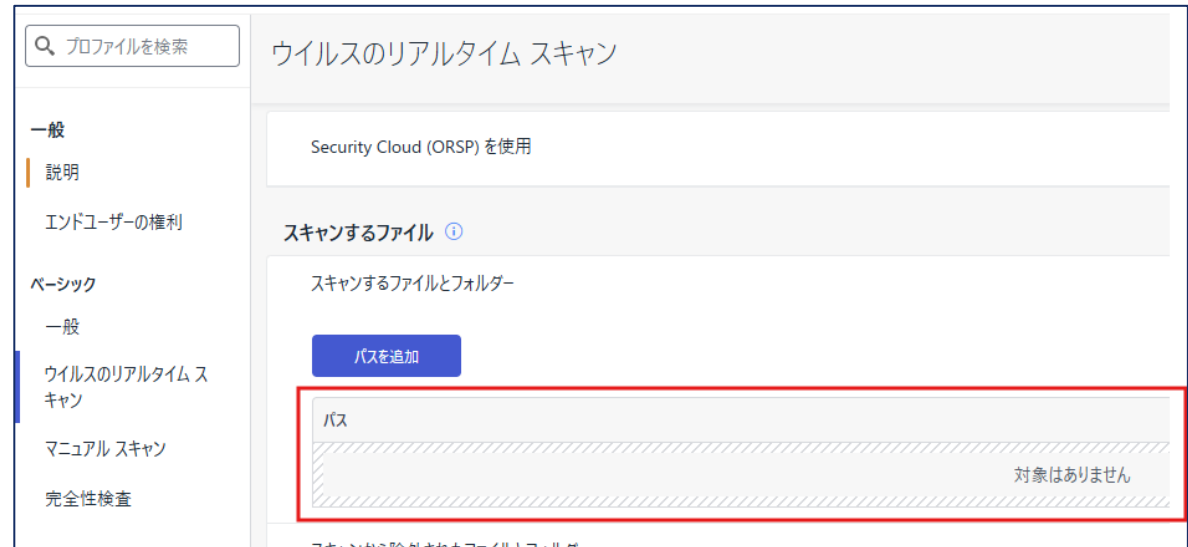 プロファイルを検索
ウイルスのリアルタイム スキャン
一般
説明
エンドユーザーの権利
ベーシック
一般
ウイルスのリアルタイム ス
キャン
マニュアル スキャン
完全性検査
Security Cloud (ORSP) を使用
スキャンするファイル
スキャンするファイルとフォルダー
パスを追加
パス
対象はありません